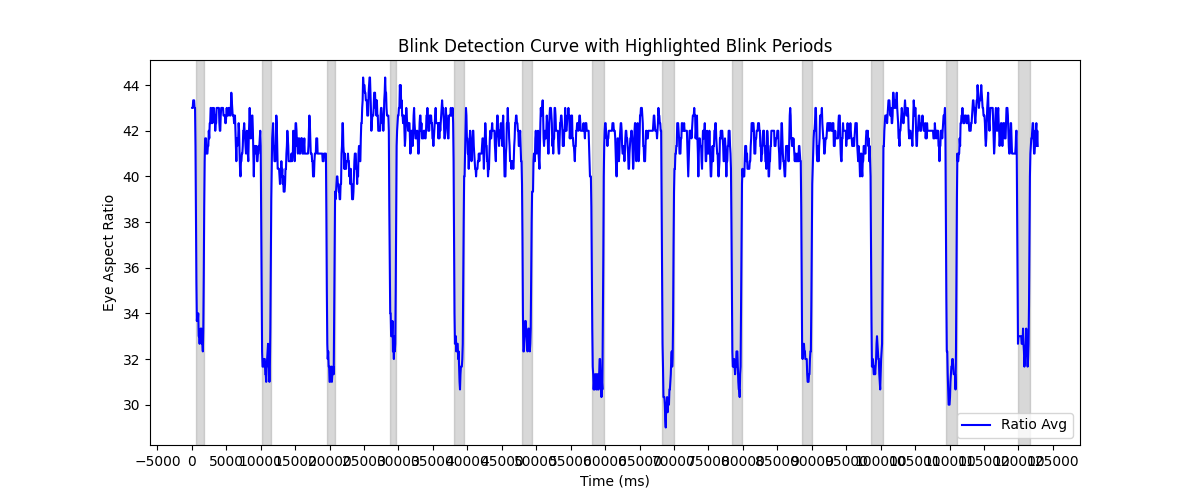 Blink Detection Curve with Highlighted Blink Periods
Eye Aspect Ratio
44
42
40
38
36
34
32
30
Ratio Avg
−5000 0 5000 10000 15000 20000 25000 30000 35000 40000 45000 50000 55000 60000 65000 70000 75000 80000 85000 90000 95000 100000 105000 110000 115000 120000 125000
Time (ms)